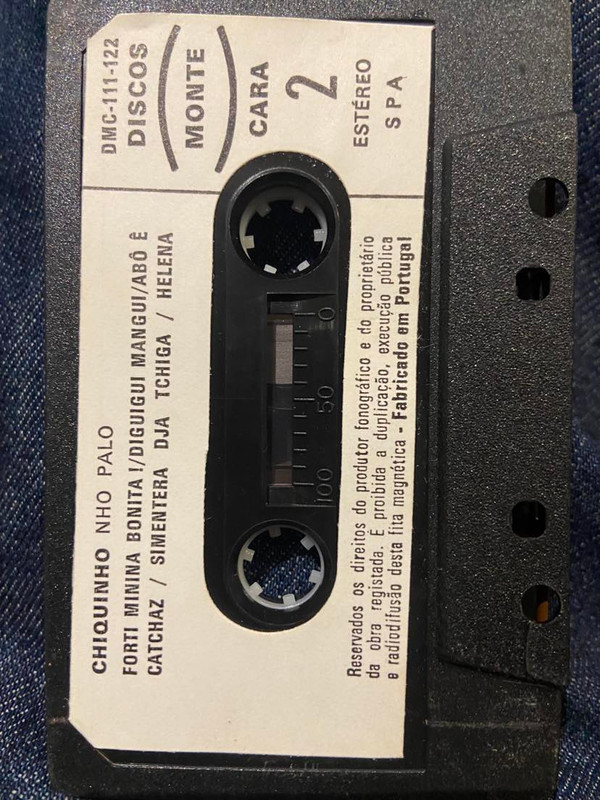 CHIQUINHO NHO PALO
FORTI MININA BONITA !/DIGUIGUI MANGUI/ABÔ É
CATCHAZ / SIMENTERA DJA TCHIGA / HELENA
DMC-111-122
DISCOS
MONTE
CARA
2
ESTÉREO
S P A
100 50 0
Reservados os direitos do produtor fonográfico e do proprietário
da obra registada. É proibida a duplicação, execução pública
e radiodifusão desta fita magnética - Fabricado em Portugal